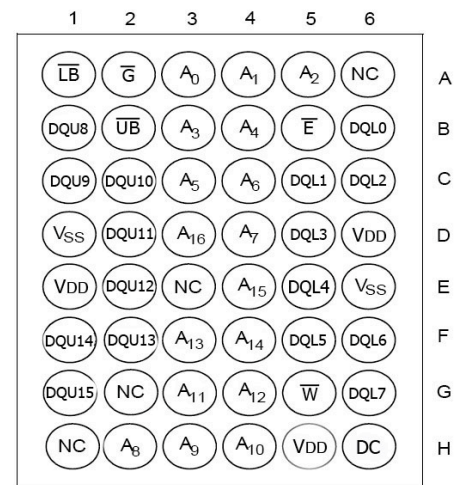 1 2 3 4 5 6
L̅B̅ G̅ A₀ A₁ A₂ NC A
DQU8 U̅B̅ A₃ A₄ E̅ DQL0 B
DQU9 DQU10 A₅ A₆ DQL1 DQL2 C
VSS DQU11 A₁₆ A₇ DQL3 VDD D
VDD DQU12 NC A₁₅ DQL4 VSS E
DQU14 DQU13 A₁₃ A₁₄ DQL5 DQL6 F
DQU15 NC A₁₁ A₁₂ W̅ DQL7 G
NC A₈ A₉ A₁₀ VDD DC H